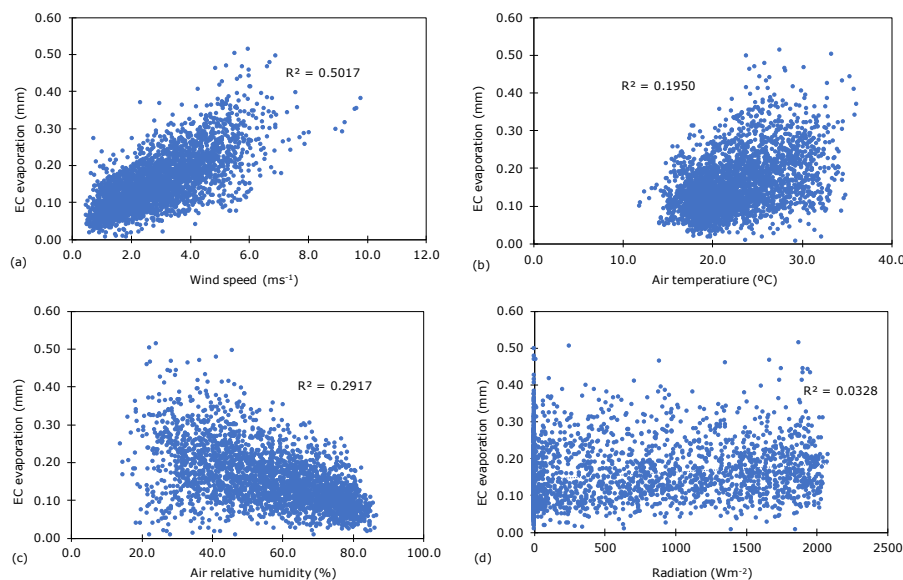 0.60
0.50
0.40
0.30
0.20
0.10
0.00
EC evaporation (mm)
R² = 0.5017
0.0 2.0 4.0 6.0 8.0 10.0 12.0
(a)
Wind speed (ms⁻¹)
0.60
0.50
0.40
0.30
0.20
0.10
0.00
EC evaporation (mm)
R² = 0.1950
0.0 10.0 20.0 30.0 40.0
(b)
Air temperatiure (ºC)
0.60
0.50
0.40
0.30
0.20
0.10
0.00
EC evaporation (mm)
R² = 0.2917
0.0 20.0 40.0 60.0 80.0 100.0
(c)
Air relative humidity (%)
0.60
0.50
0.40
0.30
0.20
0.10
0.00
EC evaporation (mm)
R² = 0.0328
0 500 1000 1500 2000 2500
(d)
Radiation (Wm⁻²)